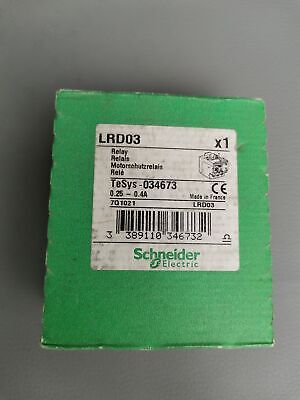 LRD03 x1
Relay
Relais
Motorschutzrelais
Relé
TeSys-034673
0.25 - 0.4A
CE
Made in France
7Q1021 LRD03
3 389110 346732
Schneider
Electric